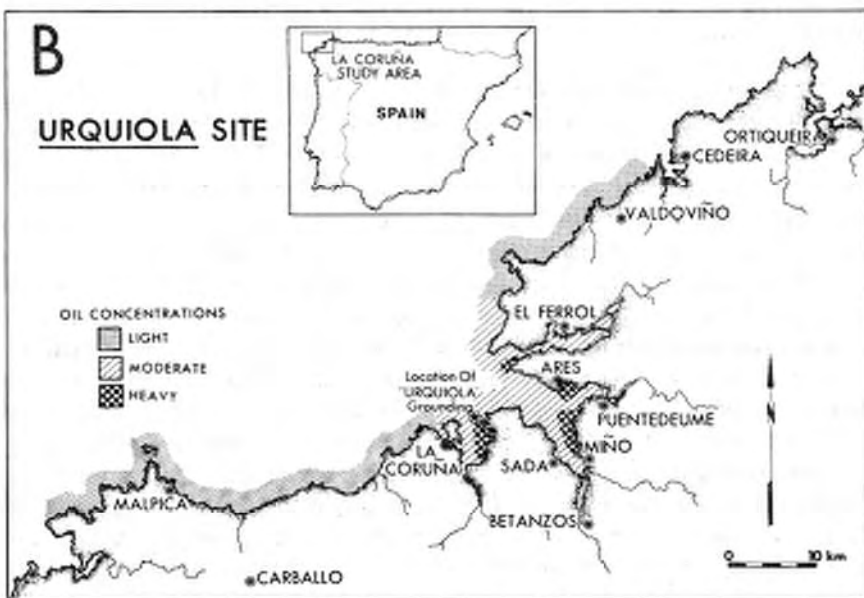 B
URQUIOLA SITE
LA CORUÑA
STUDY AREA
SPAIN
ORTIQUEIRA
CEDEIRA
VALDOVIÑO
EL FERROL
OIL CONCENTRATIONS
LIGHT
MODERATE
HEAVY
ARES
Location Of
"URQUIOLA"
Grounding
N
PUENTEDEUME
MIÑO
LA
CORUNA
SADA
MALPICA
BETANZOS
0 10 km
CARBALLO